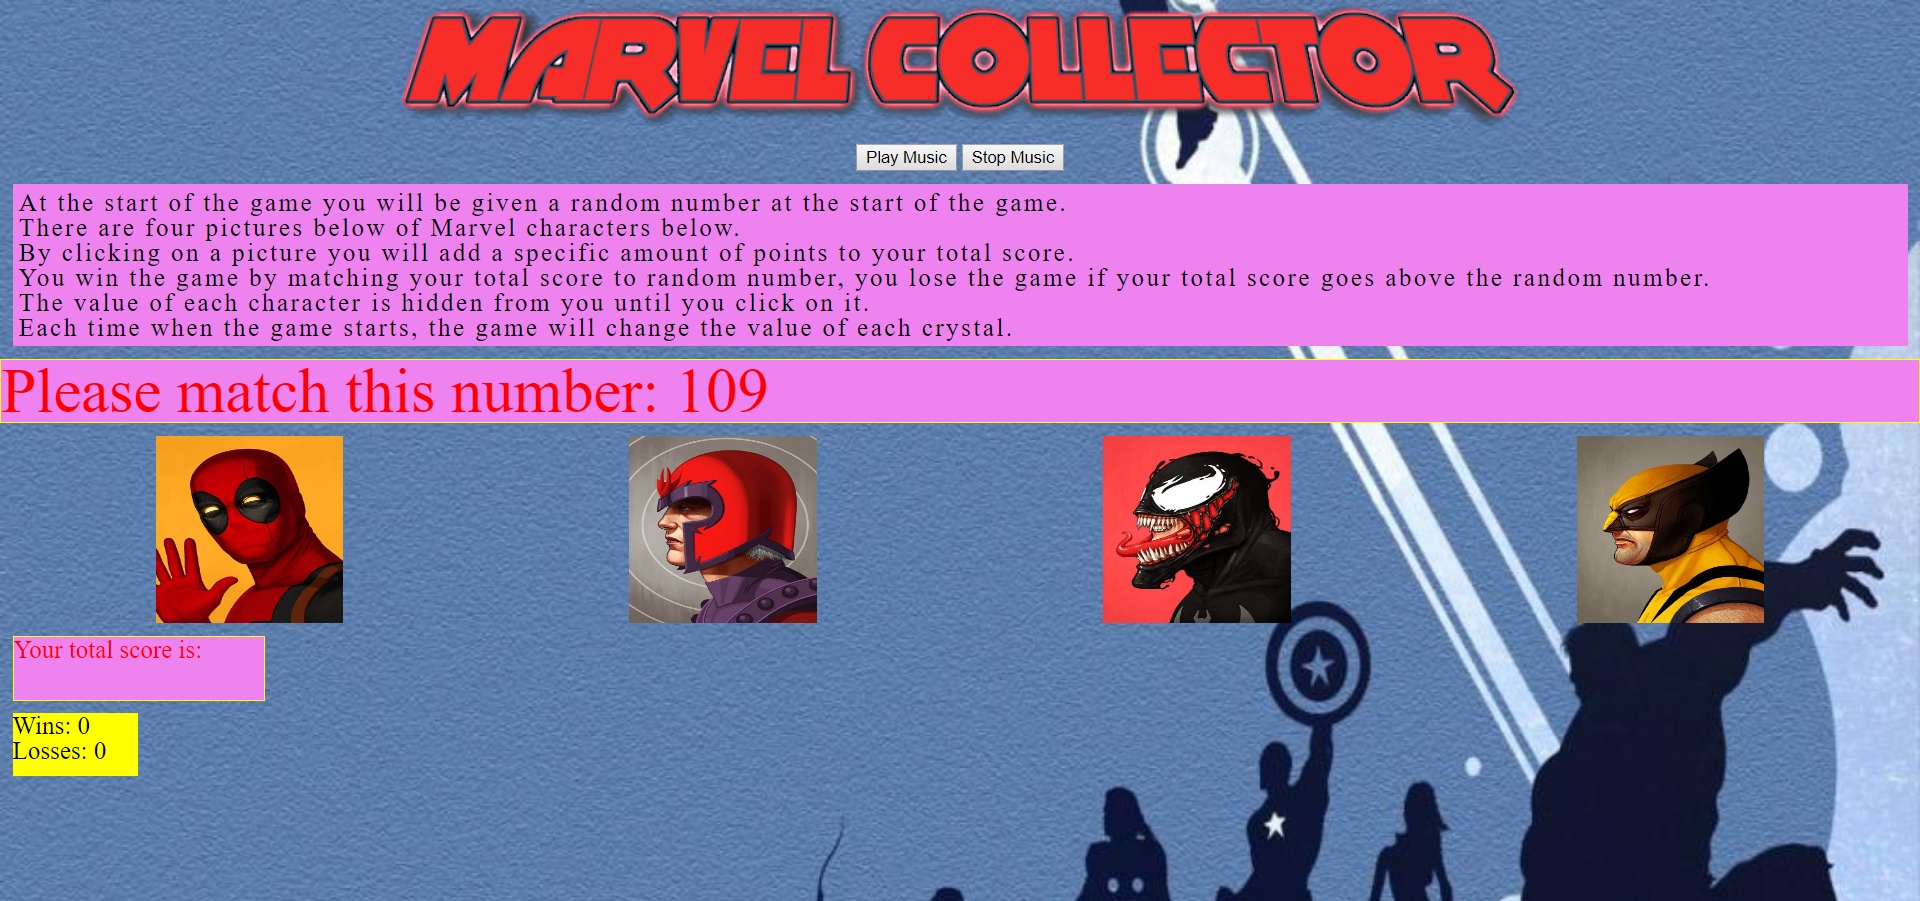 MARVEL COLLECTOR
Play Music Stop Music
At the start of the game you will be given a random number at the start of the game.
There are four pictures below of Marvel characters below.
By clicking on a picture you will add a specific amount of points to your total score.
You win the game by matching your total score to random number, you lose the game if your total score goes above the random number.
The value of each character is hidden from you until you click on it.
Each time when the game starts, the game will change the value of each crystal.
Please match this number: 109
Your total score is:
Wins: 0
Losses: 0